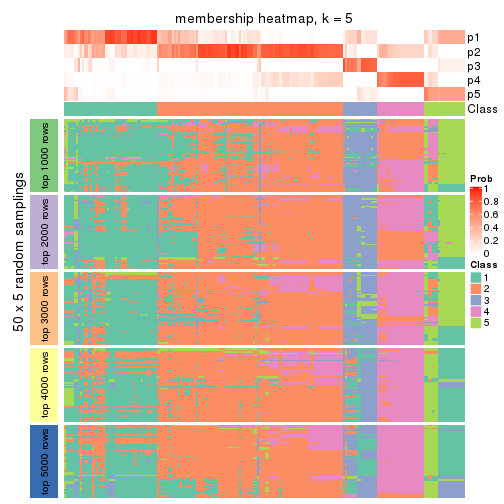 membership heatmap, k = 5
p1
p2
p3
p4
p5
Class
50 x 5 random samplings
top 1000 rows
top 2000 rows
top 3000 rows
top 4000 rows
top 5000 rows
Prob
1
0.8
0.6
0.4
0.2
0
Class
1
2
3
4
5